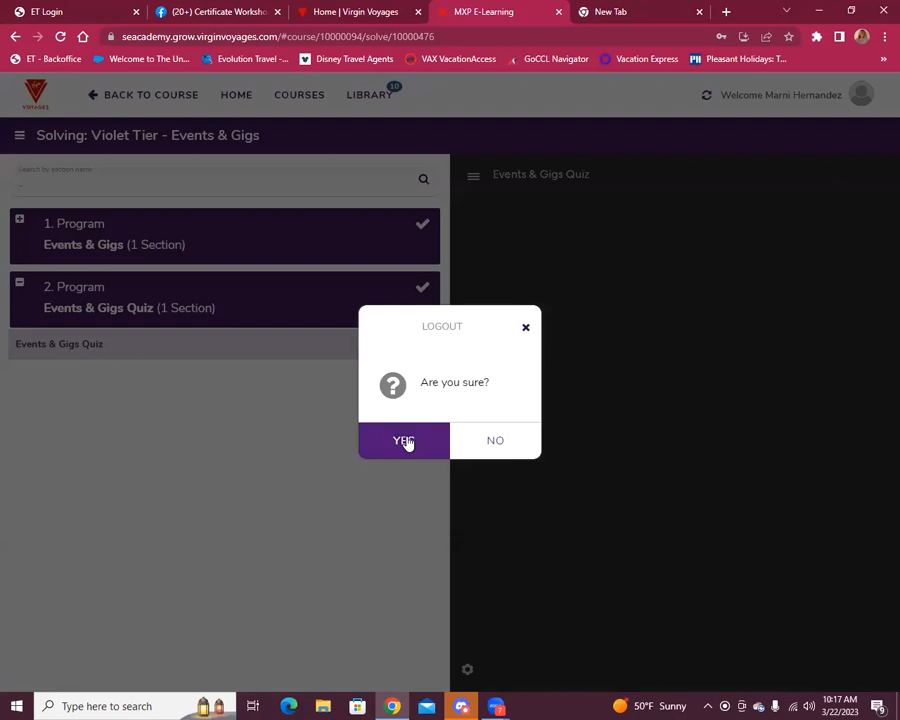 ET Login
(20+) Certificate Worksho
Home | Virgin Voyages
MXP E-Learning
New Tab
seacademy.grow.virginvoyages.com/#course/10000094/solve/10000476
ET - Backoffice
Welcome to The Un...
Evolution Travel -...
Disney Travel Agents
VAX VacationAccess
GoCCL Navigator
Vacation Express
Pleasant Holidays: T...
VOYAGES
BACK TO COURSE
HOME
COURSES
LIBRARY
10
Welcome Marni Hernandez
Solving: Violet Tier - Events & Gigs
Search by section name
Events & Gigs Quiz
1. Program
Events & Gigs (1 Section)
2. Program
Events & Gigs Quiz (1 Section)
Events & Gigs Quiz
LOGOUT
Are you sure?
YES
NO
Type here to search
50°F Sunny
10:17 AM
3/22/2023